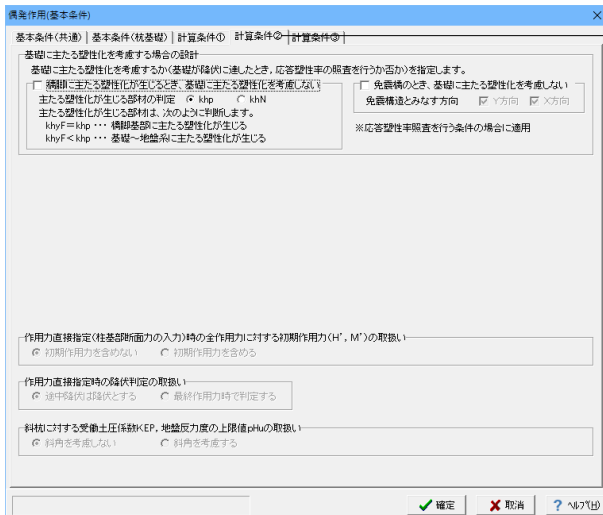 偶発作用(基本条件)
基本条件(共通) 基本条件(杭基礎) 計算条件① 計算条件② 計算条件③
基礎に主たる塑性化を考慮する場合の設計
基礎に主たる塑性化を考慮するか(基礎が降伏に達したとき，応答塑性率の照査を行うか否か)を指定します。
橋脚に主たる塑性化が生じるとき、基礎に主たる塑性化を考慮しない
主たる塑性化が生じる部材の判定 khp khN
主たる塑性化が生じる部材は、次のように判断します。
khyF＝khp ･･･ 橋脚基部に主たる塑性化が生じる
khyF＜khp ･･･ 基礎～地盤系に主たる塑性化が生じる
免震橋のとき、基礎に主たる塑性化を考慮しない
免震構造とみなす方向 Y方向 X方向
※応答塑性率照査を行う条件の場合に適用
作用力直接指定(柱基部断面力の入力)時の全作用力に対する初期作用力(H', M')の取扱い
初期作用力を含めない 初期作用力を含める
作用力直接指定時の降伏判定の取扱い
途中降伏は降伏とする 最終作用力時で判定する
斜杭に対する受働土圧係数KEP，地盤反力度の上限値pHuの取扱い
斜角を考慮しない 斜角を考慮する
確定 取消 ? ﾍﾙﾌﾟ(H)